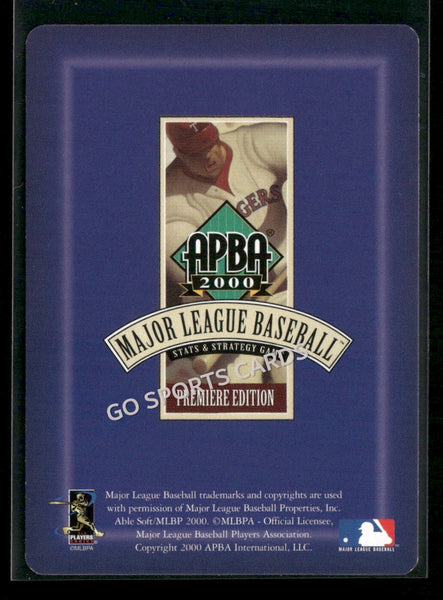 T
GERS
APBA®
2000
MAJOR LEAGUE BASEBALL™
STATS & STRATEGY GAME
GO SPORTS CARDS
PREMIERE EDITION
Major League Baseball trademarks and copyrights are used
with permission of Major League Baseball Properties, Inc.
Able Soft/MLBP 2000. ©MLBPA - Official Licensee,
Major League Baseball Players Association.
Copyright 2000 APBA International, LLC.
PLAYERS
CHOICE
©MLBPA
MAJOR LEAGUE BASEBALL